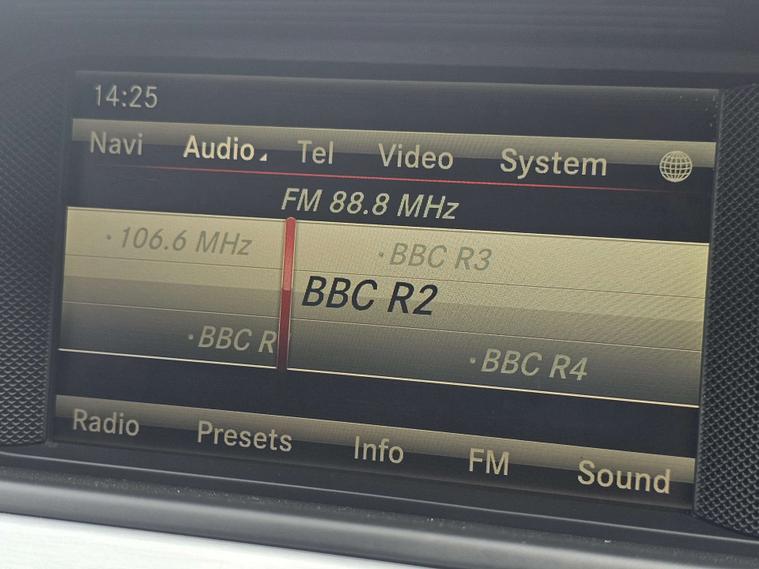 14:25
Navi Audio Tel Video System
FM 88.8 MHz
· 106.6 MHz · BBC R3
BBC R2
· BBC R · BBC R4
Radio Presets Info FM Sound